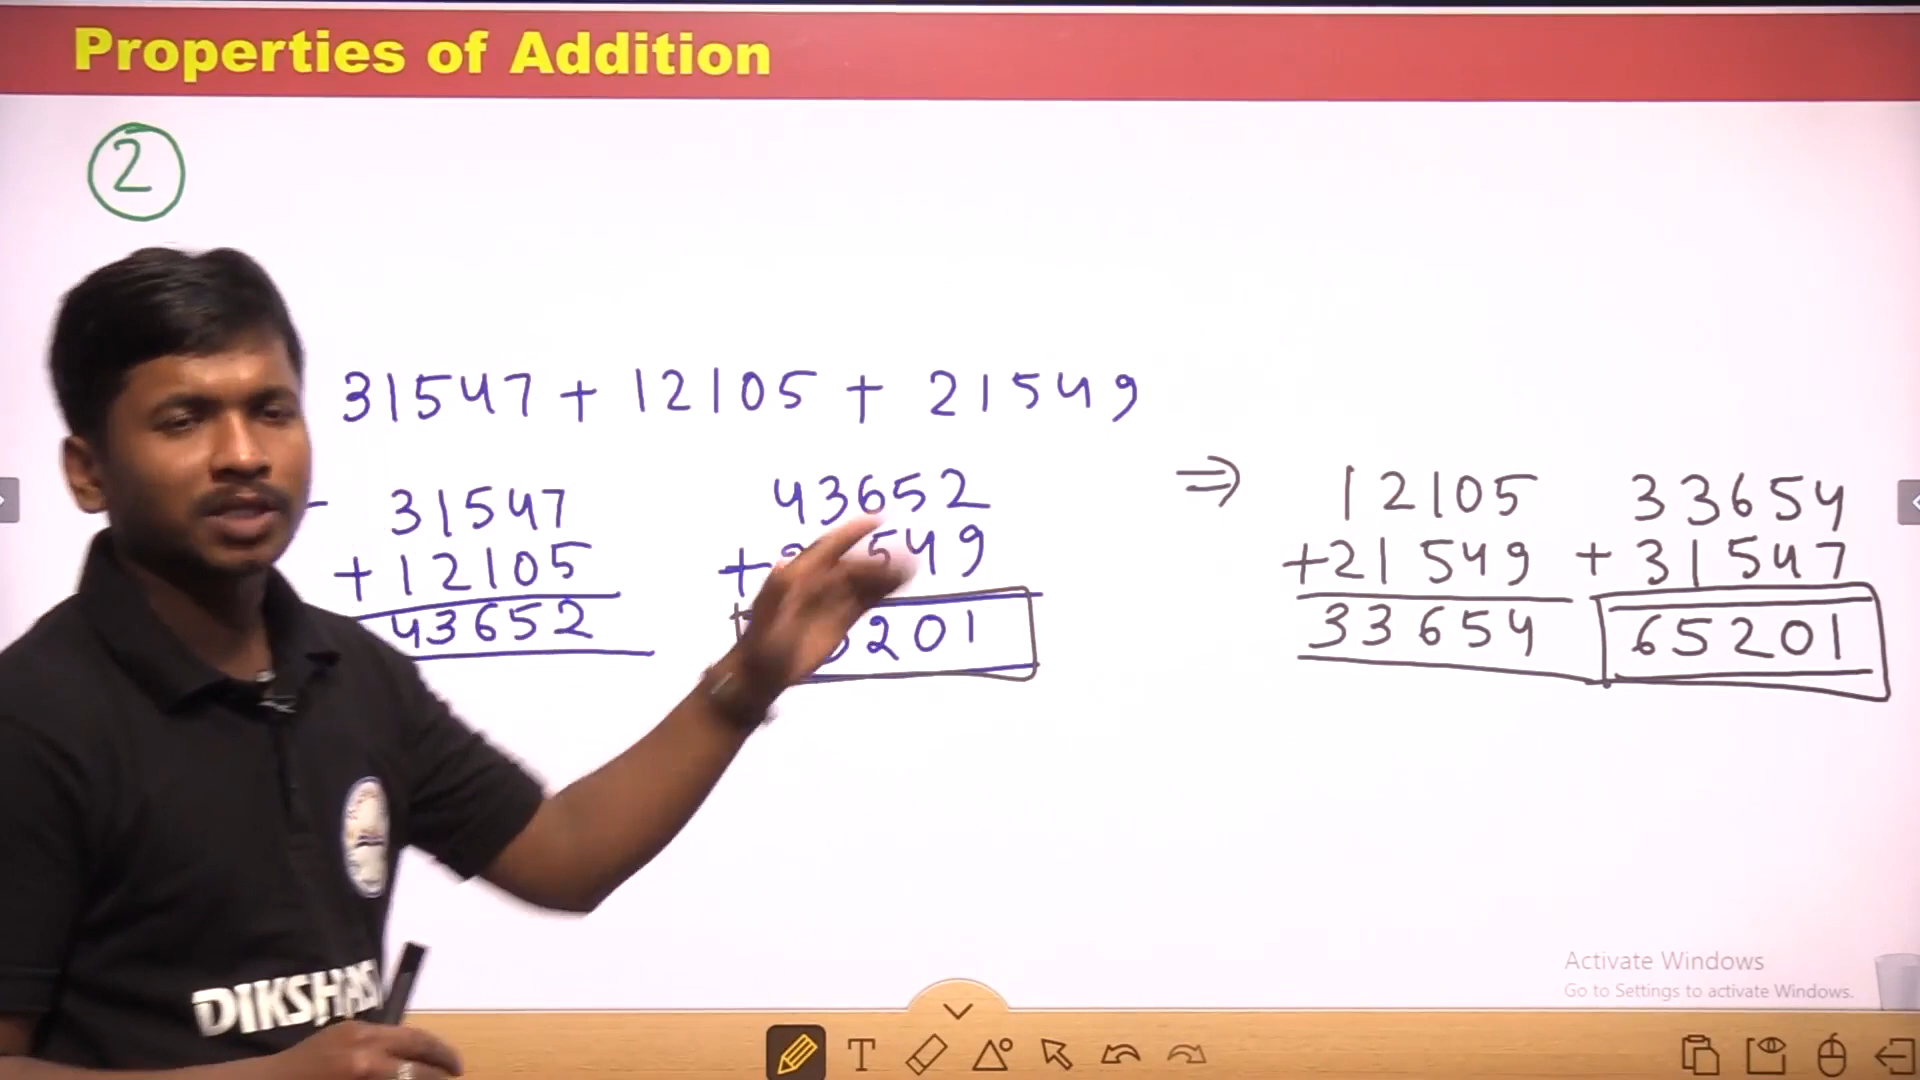 Properties of Addition
2
31547 + 12105 + 21549
31547
+ 12105
43652
43652
+ 549
201
⇒
12105
+ 21549
33654
33654
+ 31547
65201
DIKSHAS
Activate Windows
Go to Settings to activate Windows.
T